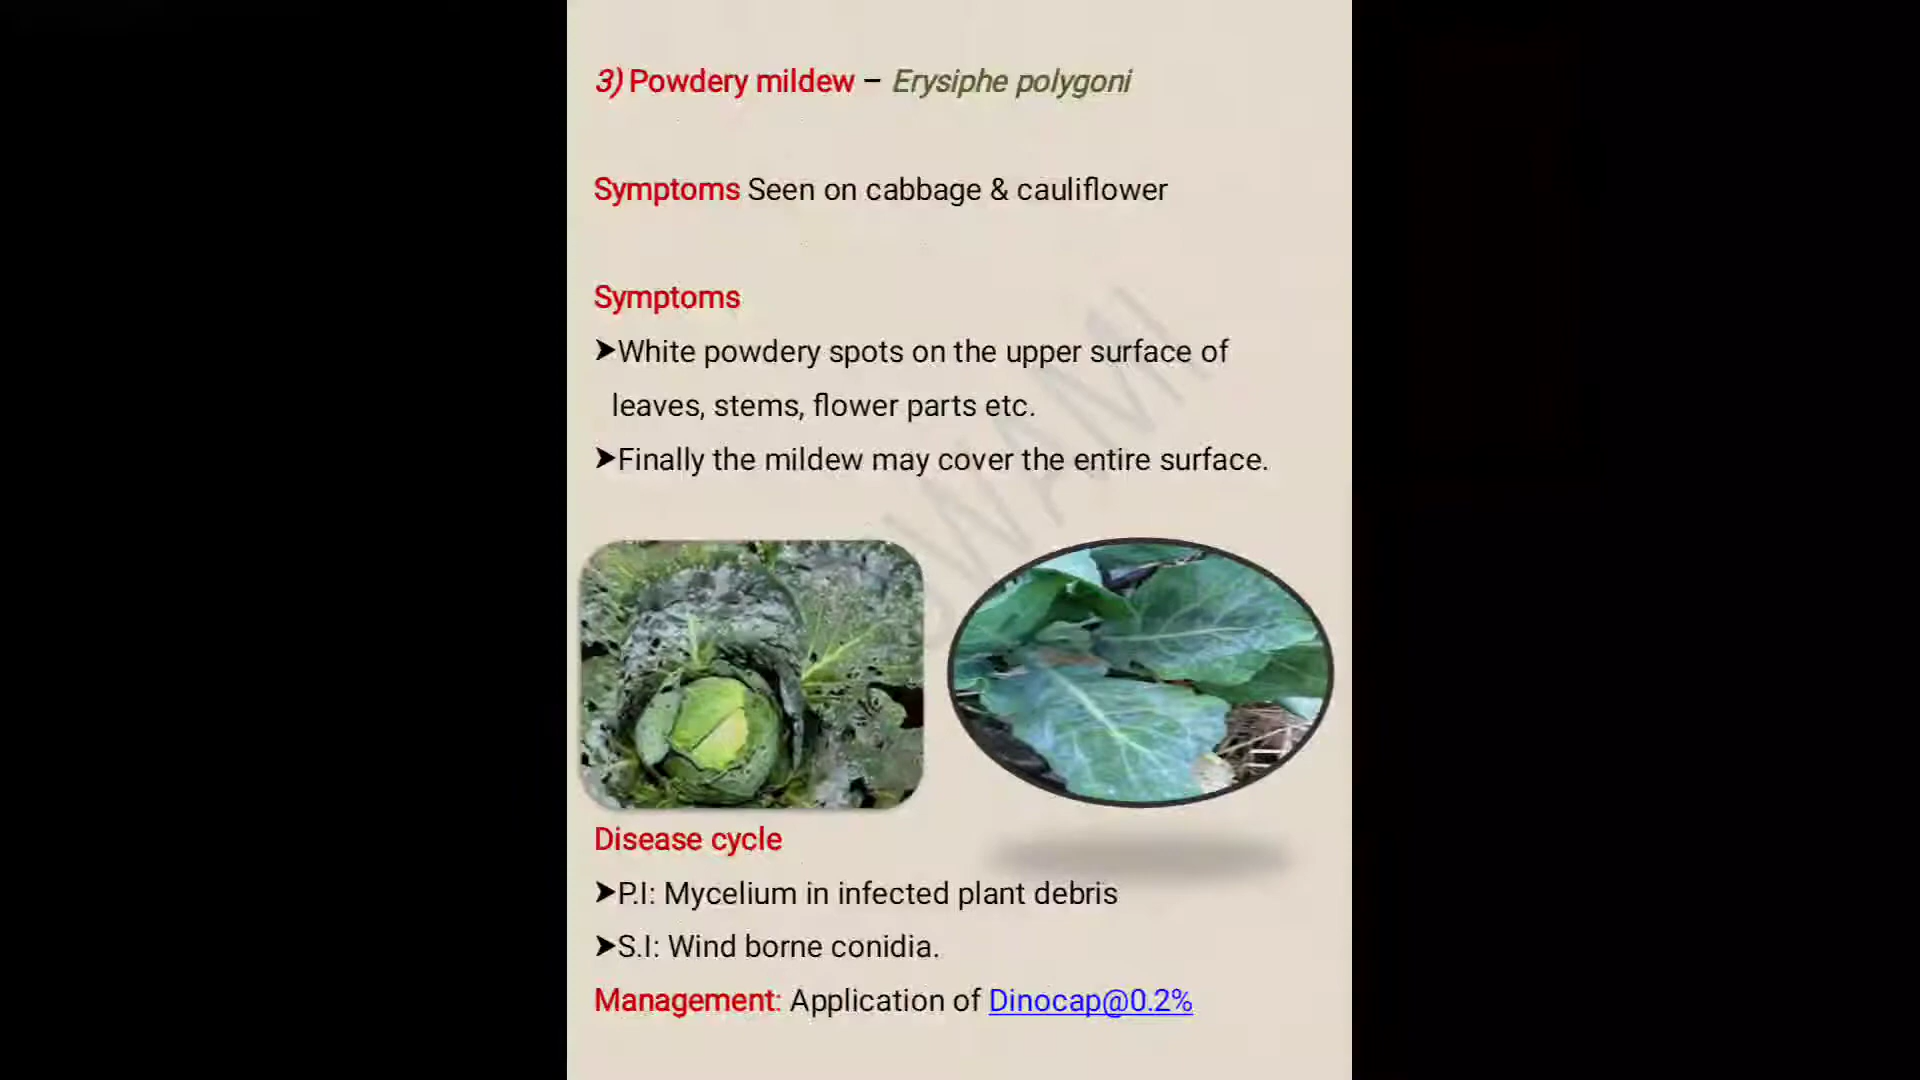 3) Powdery mildew – Erysiphe polygoni
Symptoms Seen on cabbage & cauliflower
Symptoms
➤White powdery spots on the upper surface of
leaves, stems, flower parts etc.
➤Finally the mildew may cover the entire surface.
Disease cycle
➤P.I: Mycelium in infected plant debris
➤S.I: Wind borne conidia.
Management: Application of Dinocap@0.2%